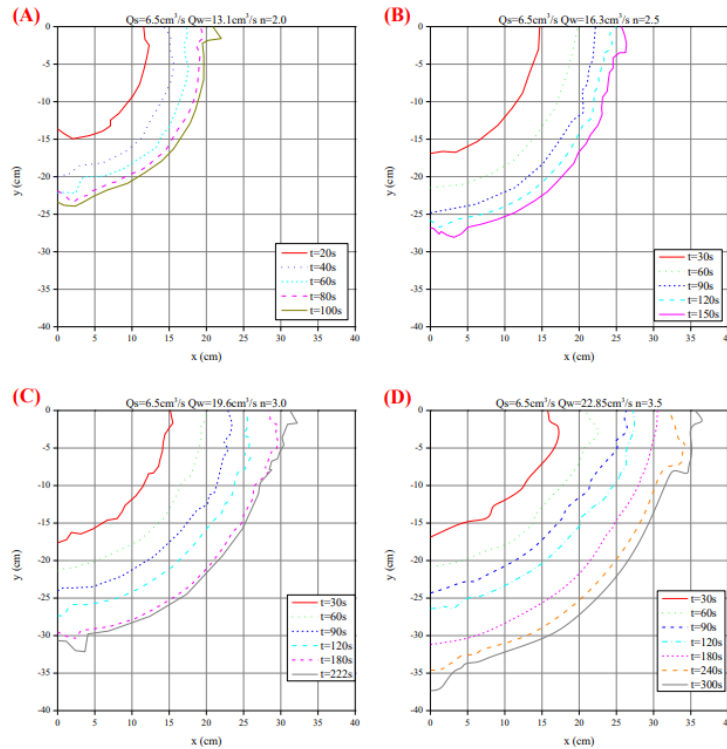 (A)
Qs=6.5cm³/s Qw=13.1cm³/s n=2.0
0
-5
-10
-15
-20
-25
-30
-35
-40
y (cm)
0 5 10 15 20 25 30 35 40
x (cm)
t=20s
t=40s
t=60s
t=80s
t=100s
(B)
Qs=6.5cm³/s Qw=16.3cm³/s n=2.5
0
-5
-10
-15
-20
-25
-30
-35
-40
y (cm)
0 5 10 15 20 25 30 35 40
x (cm)
t=30s
t=60s
t=90s
t=120s
t=150s
(C)
Qs=6.5cm³/s Qw=19.6cm³/s n=3.0
0
-5
-10
-15
-20
-25
-30
-35
-40
y (cm)
0 5 10 15 20 25 30 35 40
x (cm)
t=30s
t=60s
t=90s
t=120s
t=180s
t=222s
(D)
Qs=6.5cm³/s Qw=22.85cm³/s n=3.5
0
-5
-10
-15
-20
-25
-30
-35
-40
y (cm)
0 5 10 15 20 25 30 35 40
x (cm)
t=30s
t=60s
t=90s
t=120s
t=180s
t=240s
t=300s